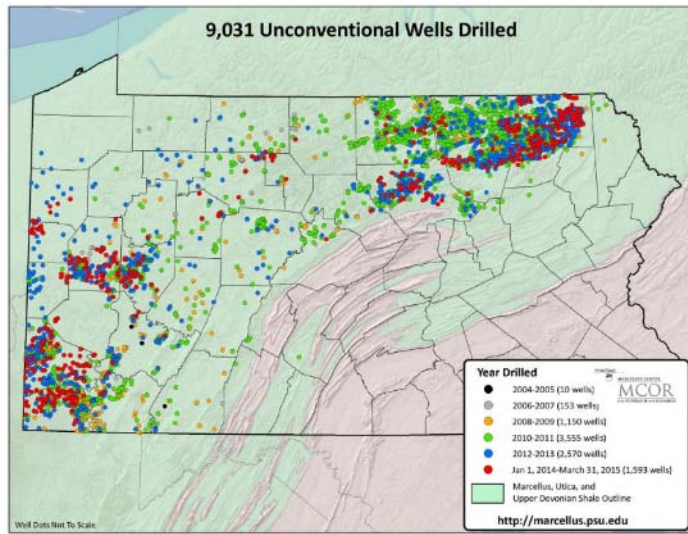 9,031 Unconventional Wells Drilled
Year Drilled
MARCELLUS CENTER
MCOR
2004-2005 (10 wells)
2006-2007 (153 wells)
2008-2009 (1,150 wells)
2010-2011 (3,555 wells)
2012-2013 (2,570 wells)
Jan 1, 2014-March 31, 2015 (1,593 wells)
Marcellus, Utica, and
Upper Devonian Shale Outline
http://marcellus.psu.edu
Well Dots Not To Scale